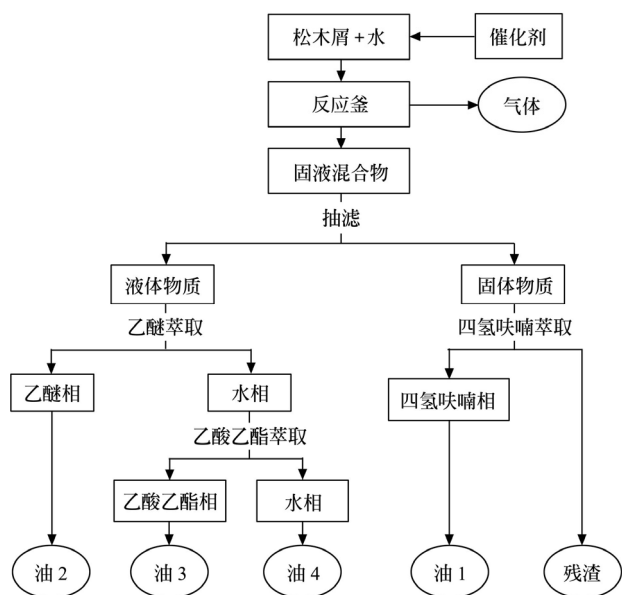 松木屑+水
催化剂
反应釜
气体
固液混合物
抽滤
液体物质
固体物质
乙醚萃取
四氢呋喃萃取
乙醚相
水相
四氢呋喃相
乙酸乙酯萃取
乙酸乙酯相
水相
油2
油3
油4
油1
残渣